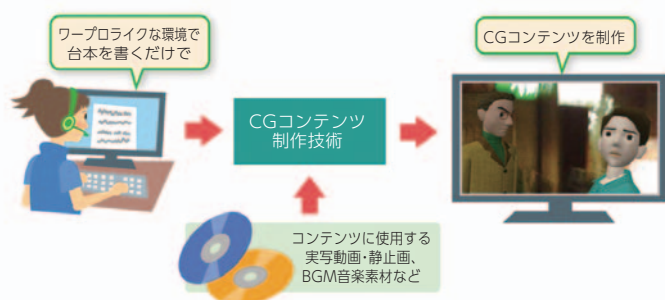 ワープロライクな環境で
台本を書くだけで
CGコンテンツを制作
CGコンテンツ
制作技術
コンテンツに使用する
実写動画・静止画、
BGM音楽素材など